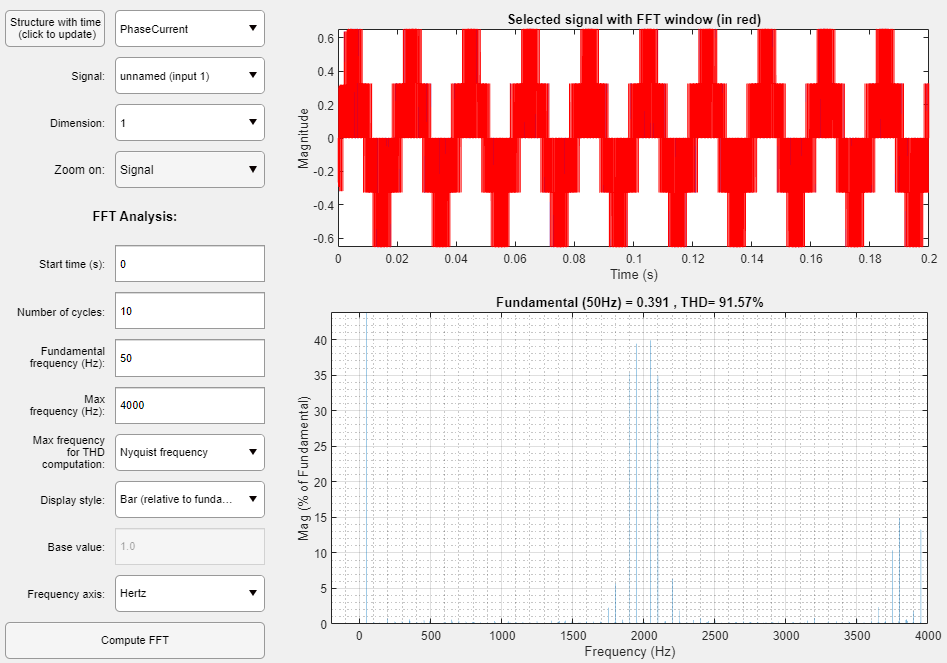 Structure with time
(click to update)
PhaseCurrent
Signal:
unnamed (input 1)
Dimension:
1
Zoom on:
Signal
FFT Analysis:
Start time (s):
0
Number of cycles:
10
Fundamental
frequency (Hz):
50
Max
frequency (Hz):
4000
Max frequency
for THD
computation:
Nyquist frequency
Display style:
Bar (relative to funda...
Base value:
1.0
Frequency axis:
Hertz
Compute FFT
Selected signal with FFT window (in red)
Magnitude
0.6
0.4
0.2
0
-0.2
-0.4
-0.6
0 0.02 0.04 0.06 0.08 0.1 0.12 0.14 0.16 0.18 0.2
Time (s)
Fundamental (50Hz) = 0.391 , THD= 91.57%
Mag (% of Fundamental)
40
35
30
25
20
15
10
5
0
0 500 1000 1500 2000 2500 3000 3500 4000
Frequency (Hz)